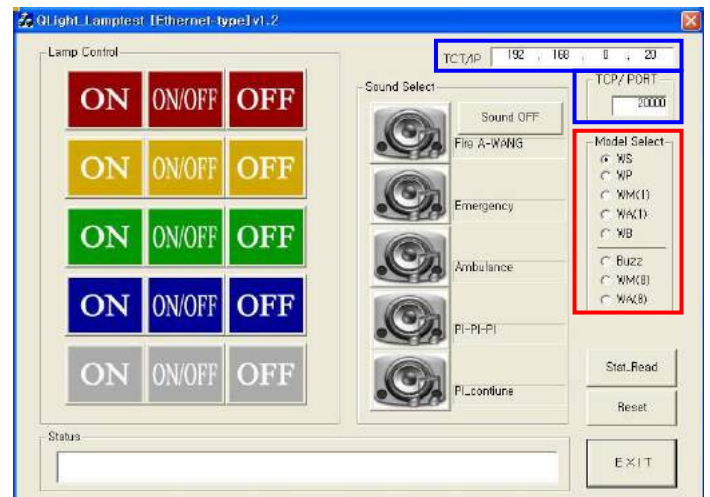 QLight_Lamptest [Ethernet-type] v1.2
Lamp Control
ON ON/OFF OFF
ON ON/OFF OFF
ON ON/OFF OFF
ON ON/OFF OFF
ON ON/OFF OFF
Sound Select
Sound OFF
Fire A-WANG
Emergency
Ambulance
PI-PI-PI
PI_contiune
TCT/IP 192 . 168 . 0 . 20
TCP/PORT
20000
Model Select
WS
WP
WM(1)
WA(1)
WB
Buzz
WM(8)
WA(8)
Stat_Read
Reset
EXIT
Status